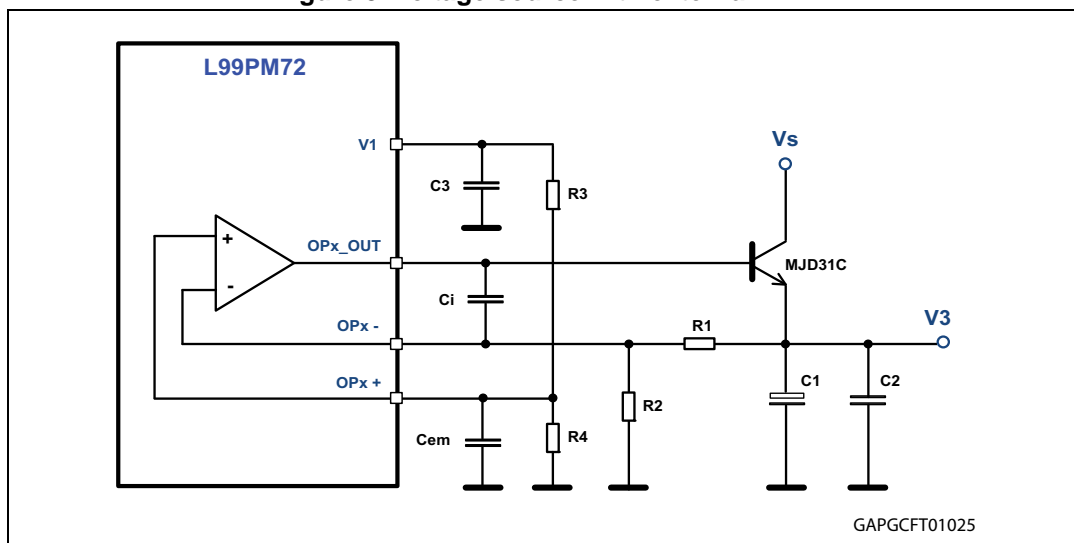 L99PM72
V1
Vs
C3
R3
+
OPx_OUT
MJD31C
-
Ci
R1
V3
OPx -
C1
C2
OPx +
R2
Cem
R4
GAPGCFT01025